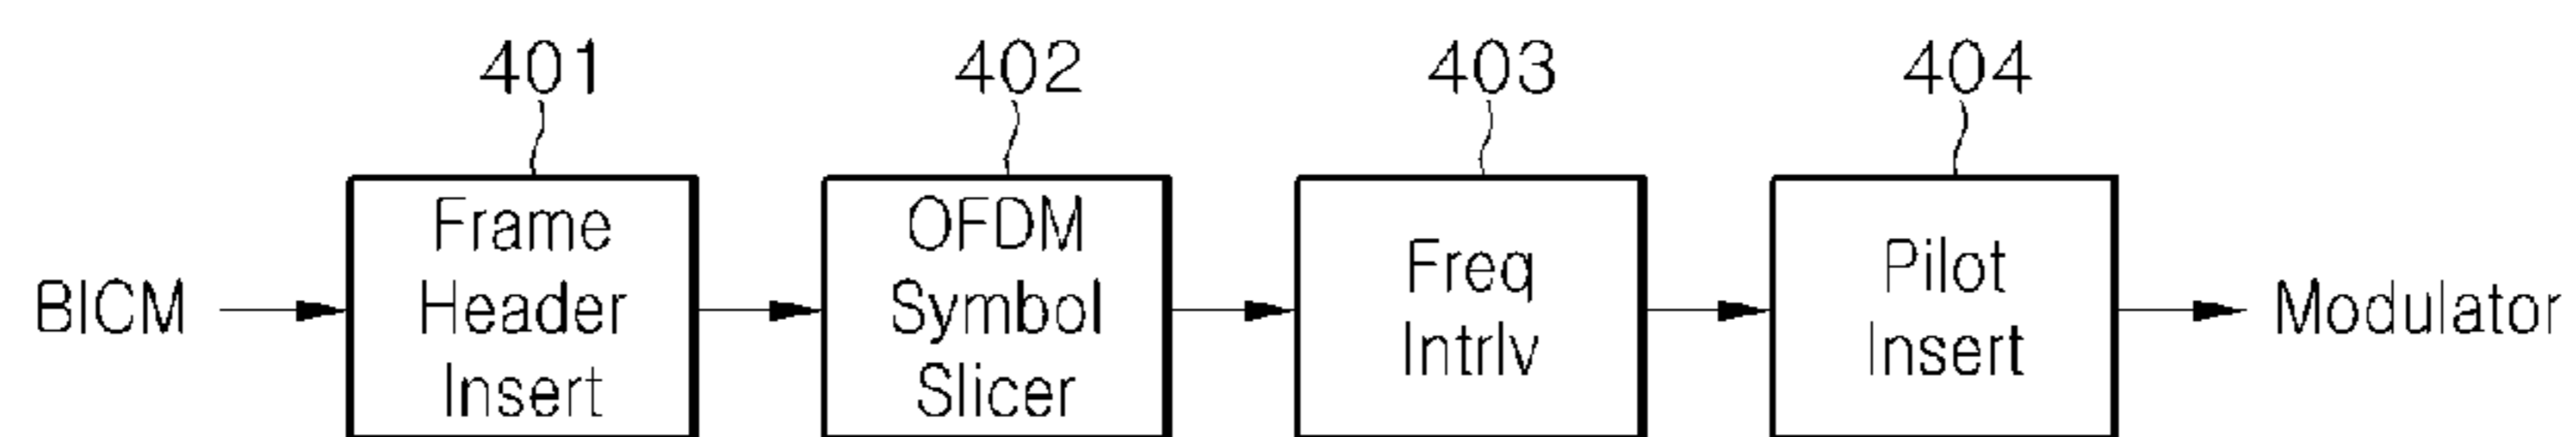 401
402
403
404
BICM
Frame
Header
Insert
OFDM
Symbol
Slicer
Freq
Intrlv
Pilot
Insert
Modulator